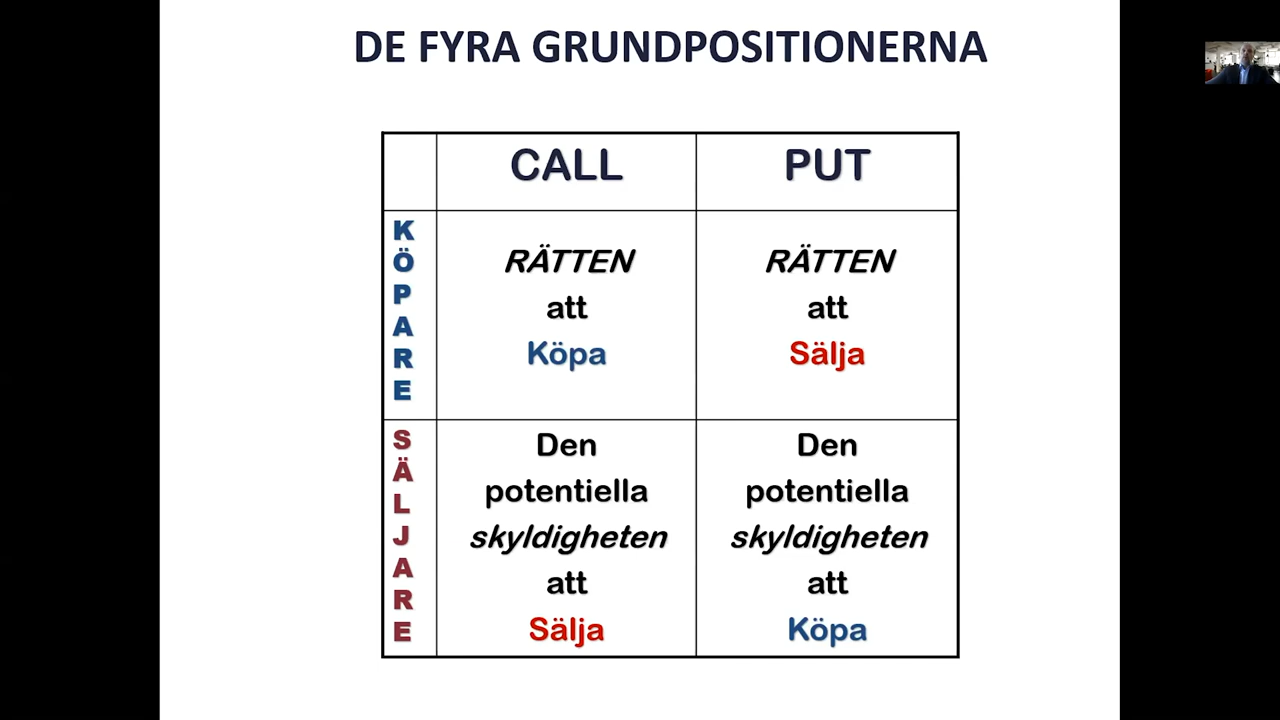 DE FYRA GRUNDPOSITIONERNA
CALL
PUT
KÖPARE
RÄTTEN
att
Köpa
RÄTTEN
att
Sälja
SÄLJARE
Den
potentiella
skyldigheten
att
Sälja
Den
potentiella
skyldigheten
att
Köpa